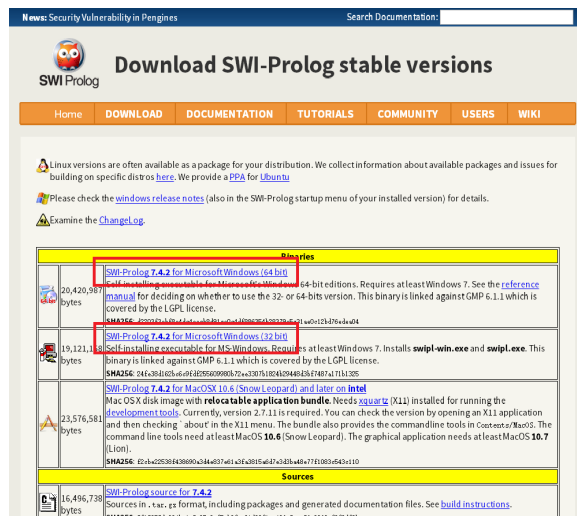 News: Security Vulnerability in Pengines Search Documentation:
SWI Prolog
Download SWI-Prolog stable versions
Home DOWNLOAD DOCUMENTATION TUTORIALS COMMUNITY USERS WIKI
Linux versions are often available as a package for your distribution. We collect information about available packages and issues for
building on specific distros here. We provide a PPA for Ubuntu
Please check the windows release notes (also in the SWI-Prolog startup menu of your installed version) for details.
Examine the ChangeLog.
Binaries
SWI-Prolog 7.4.2 for Microsoft Windows (64 bit)
20,420,987 bytes
Self-installing executable for Microsoft's Windows 64-bit editions. Requires at least Windows 7. See the reference
manual for deciding on whether to use the 32- or 64-bits version. This binary is linked against GMP 6.1.1 which is
covered by the LGPL license.
SHA256:
SWI-Prolog 7.4.2 for Microsoft Windows (32 bit)
19,121,158 bytes
Self-installing executable for MS-Windows. Requires at least Windows 7. Installs swipl-win.exe and swipl.exe. This
binary is linked against GMP 6.1.1 which is covered by the LGPL license.
SHA256:
SWI-Prolog 7.4.2 for MacOSX 10.6 (Snow Leopard) and later on intel
23,576,581 bytes
Mac OS X disk image with relocatable application bundle. Needs xquartz (X11) installed for running the
development tools. Currently, version 2.7.11 is required. You can check the version by opening an X11 application
and then checking `about' in the X11 menu. The bundle also provides the commandline tools in Contents/MacOS. The
command line tools need at least MacOS 10.6 (Snow Leopard). The graphical application needs at least MacOS 10.7
(Lion).
SHA256:
Sources
SWI-Prolog source for 7.4.2
16,496,738 bytes
Sources in .tar.gz format, including packages and generated documentation files. See build instructions.